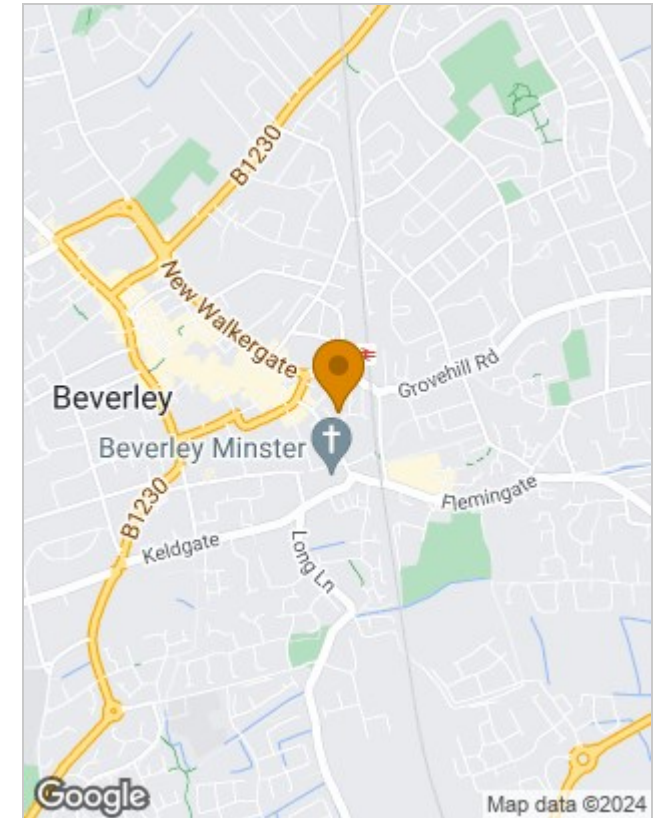 B1230
New Walkergate
Grovehill Rd
Beverley
Beverley Minster
Flemingate
B1230
Keldgate
Long Ln
Google
Map data ©2024